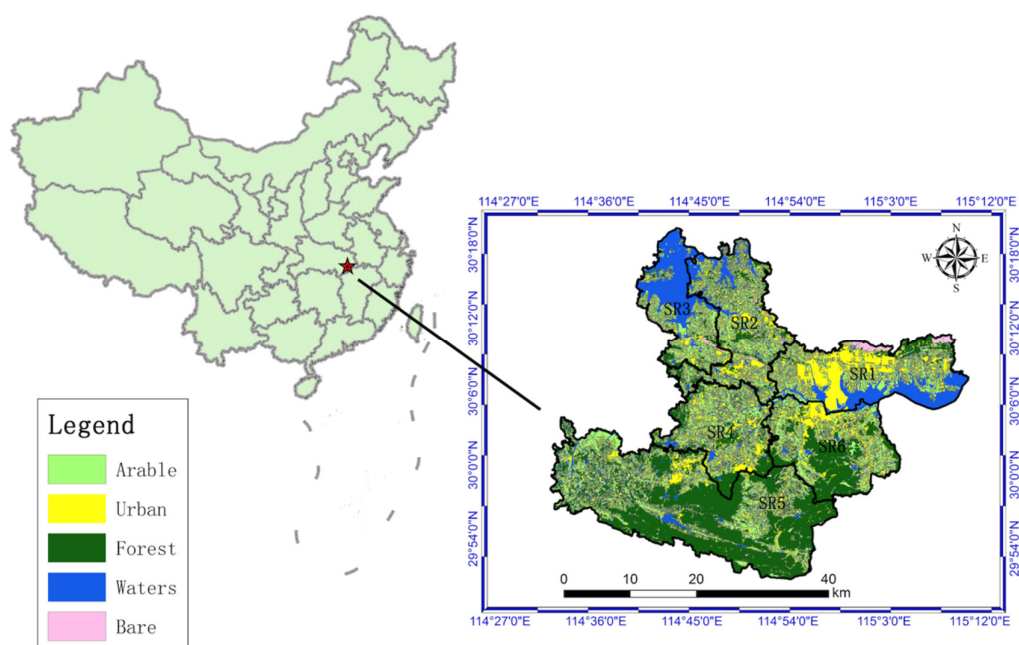 Legend
Arable
Urban
Forest
Waters
Bare
114°27'0"E 114°36'0"E 114°45'0"E 114°54'0"E 115°3'0"E 115°12'0"E
30°18'0"N
30°12'0"N
30°6'0"N
30°0'0"N
29°54'0"N
N
W E
S
SR3
SR2
SR1
SR4
SR6
SR5
0 10 20 40
km
30°18'0"N
30°12'0"N
30°6'0"N
30°0'0"N
29°54'0"N
114°27'0"E 114°36'0"E 114°45'0"E 114°54'0"E 115°3'0"E 115°12'0"E